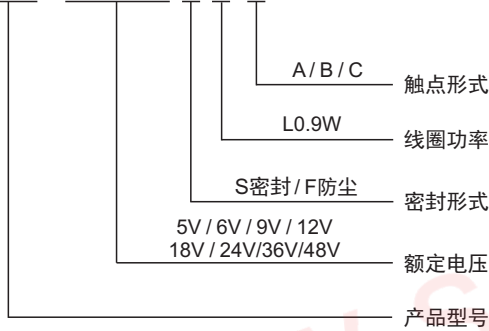 A / B / C
触点形式
L0.9W
线圈功率
S密封 / F防尘
密封形式
5V / 6V / 9V / 12V
18V / 24V/36V/48V
额定电压
产品型号